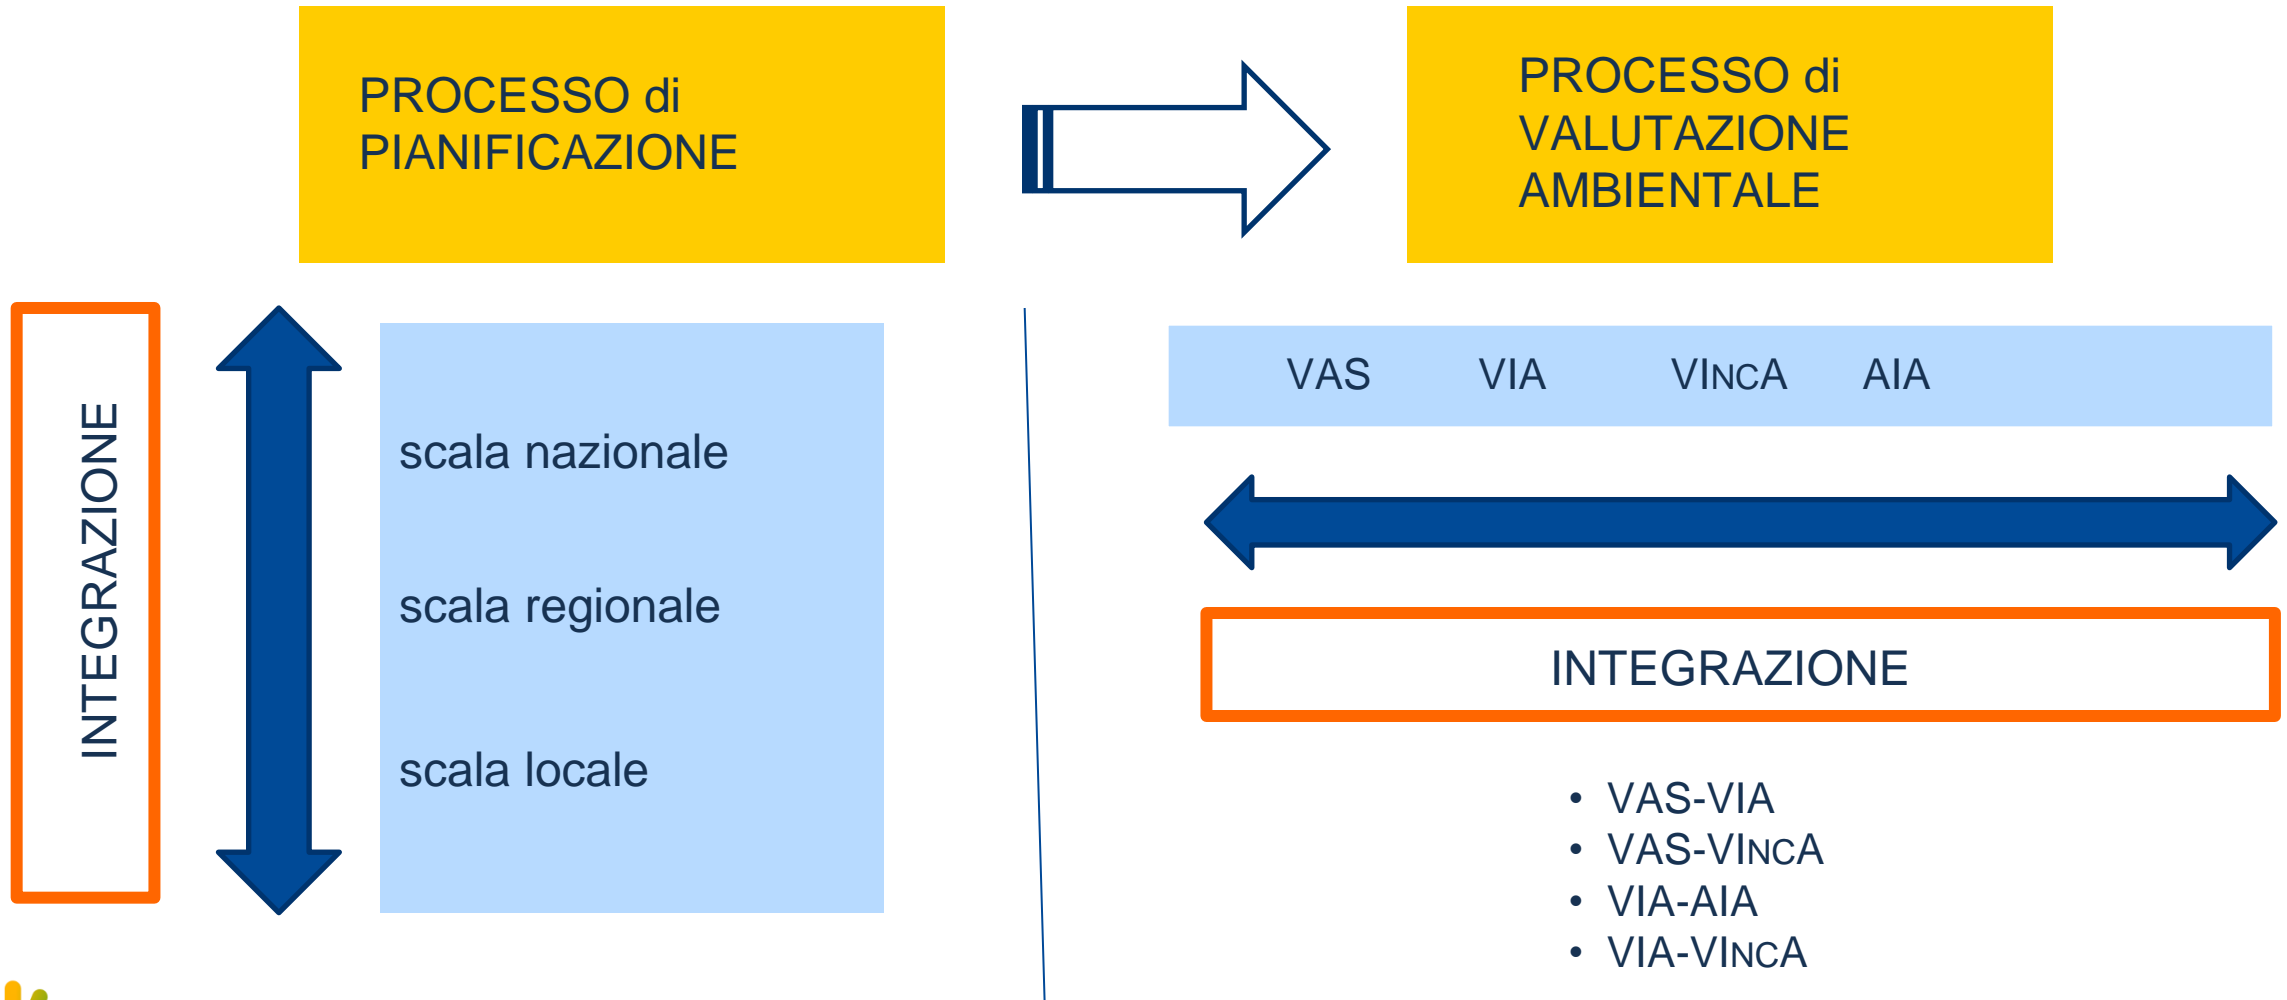 PROCESSO di
PIANIFICAZIONE
PROCESSO di
VALUTAZIONE
AMBIENTALE
INTEGRAZIONE
scala nazionale
scala regionale
scala locale
VAS VIA VINCA AIA
INTEGRAZIONE
• VAS-VIA
• VAS-VINCA
• VIA-AIA
• VIA-VINCA